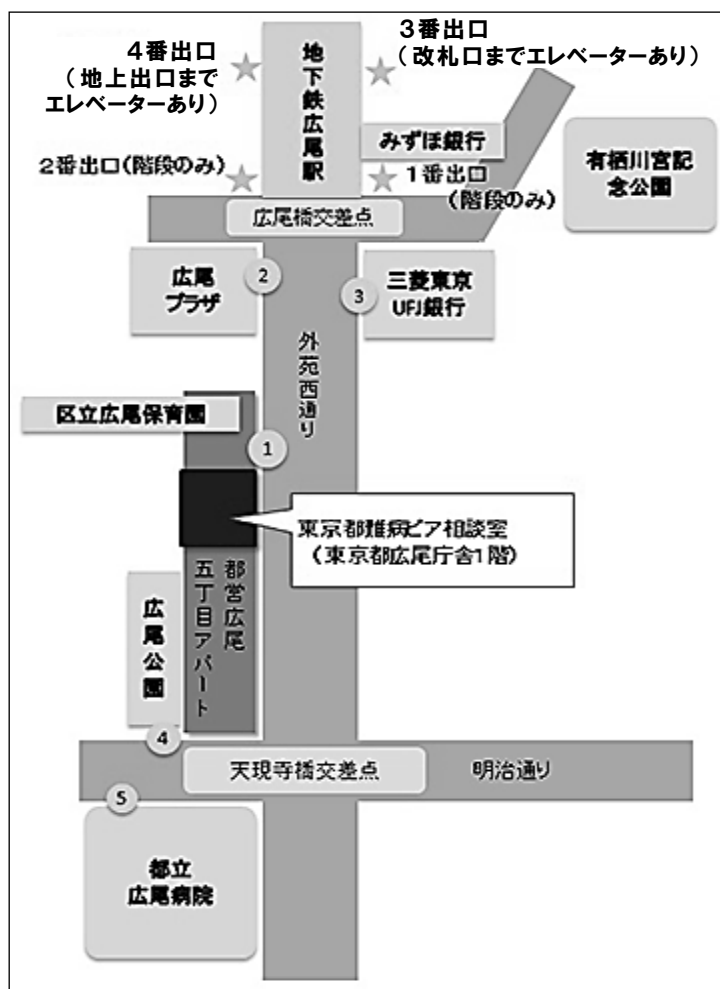 4番出口
(地上出口まで
エレベーターあり)
3番出口
(改札口までエレベーターあり)
地下鉄広尾駅
みずほ銀行
2番出口(階段のみ)
1番出口
(階段のみ)
有栖川宮記
念公園
広尾橋交差点
広尾
プラザ
2
3
三菱東京
UFJ銀行
外苑西通り
区立広尾保育園
1
東京都難病ピア相談室
(東京都広尾庁舎1階)
都営広尾
五丁目アパート
広尾公園
4
天現寺橋交差点
明治通り
5
都立
広尾病院